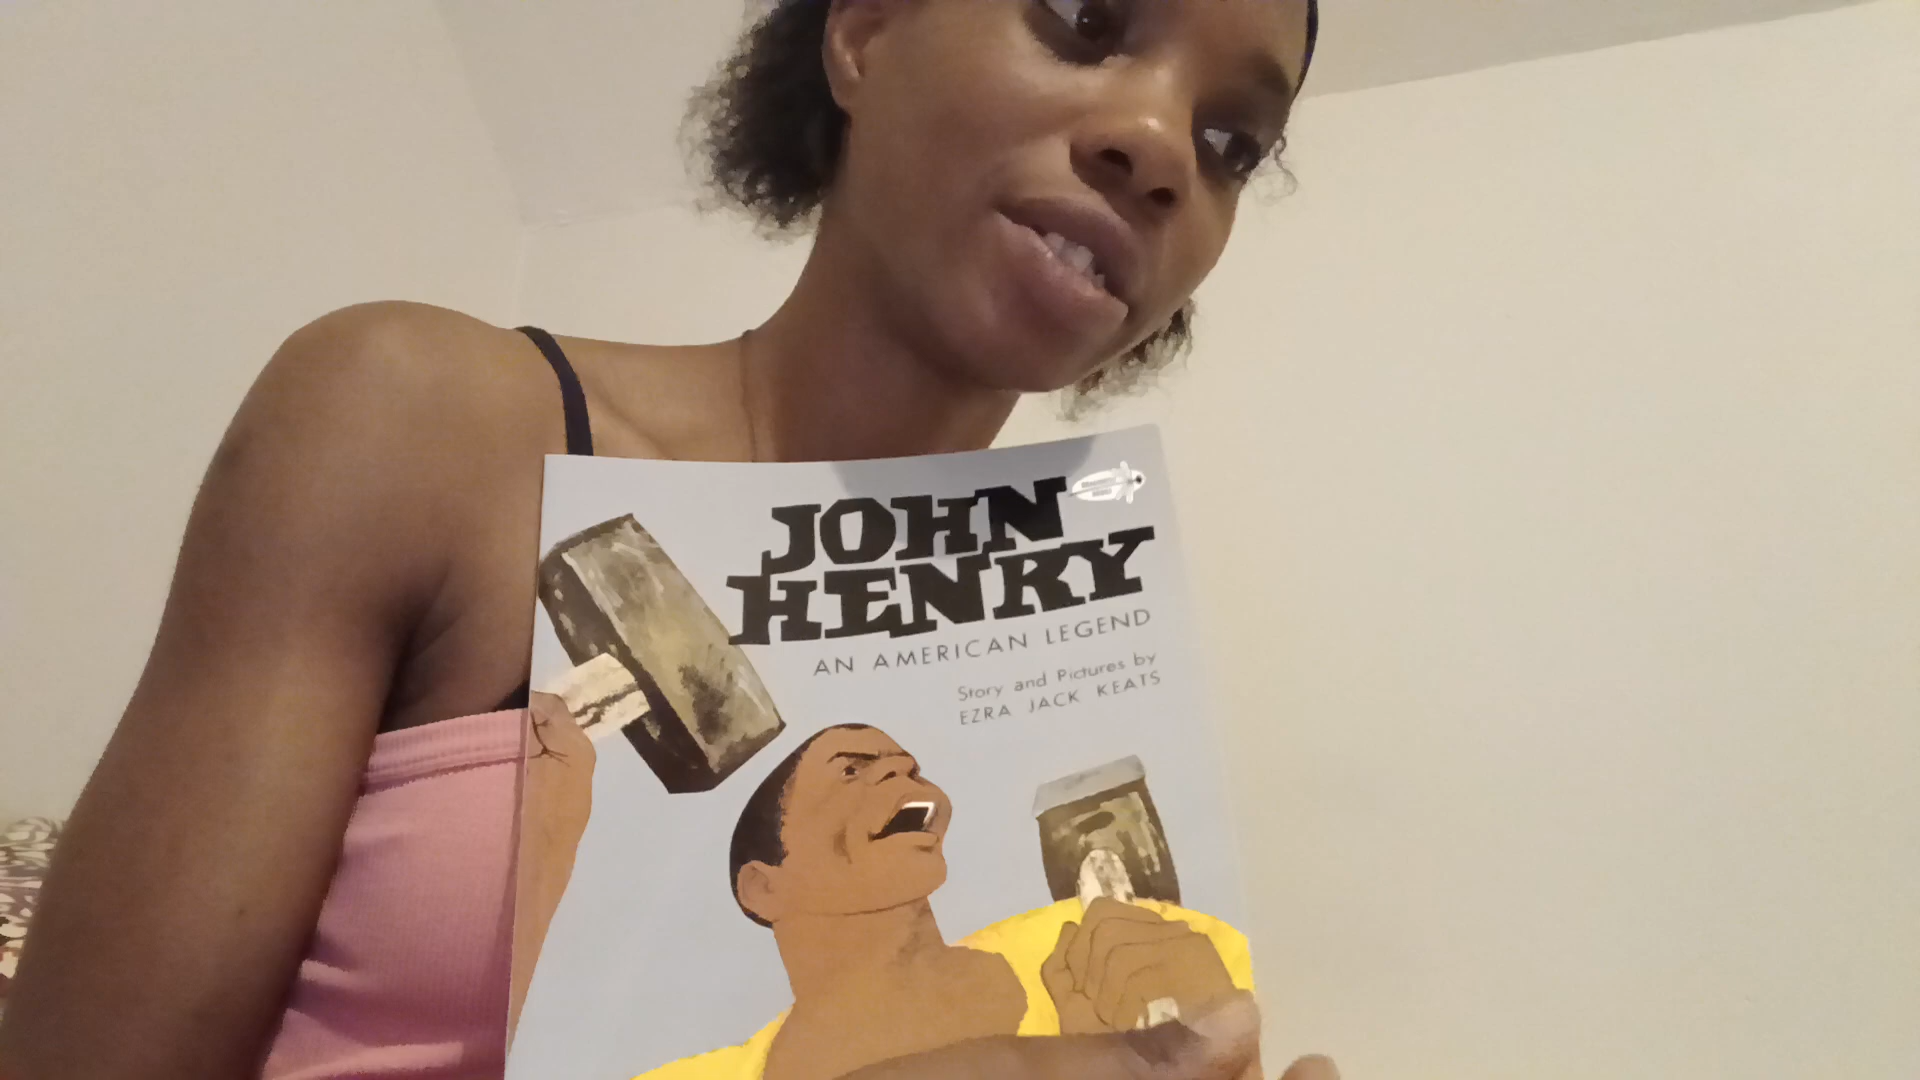 JOHN
HENRY
AN AMERICAN LEGEND
Story and Pictures by
EZRA JACK KEATS